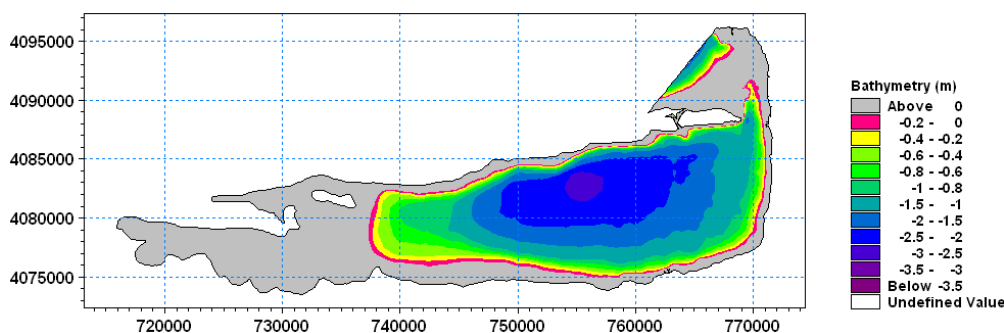 4095000
4090000
4085000
4080000
4075000
720000 730000 740000 750000 760000 770000
Bathymetry (m)
Above 0
-0.2 - 0
-0.4 - -0.2
-0.6 - -0.4
-0.8 - -0.6
-1 - -0.8
-1.5 - -1
-2 - -1.5
-2.5 - -2
-3 - -2.5
-3.5 - -3
Below -3.5
Undefined Value